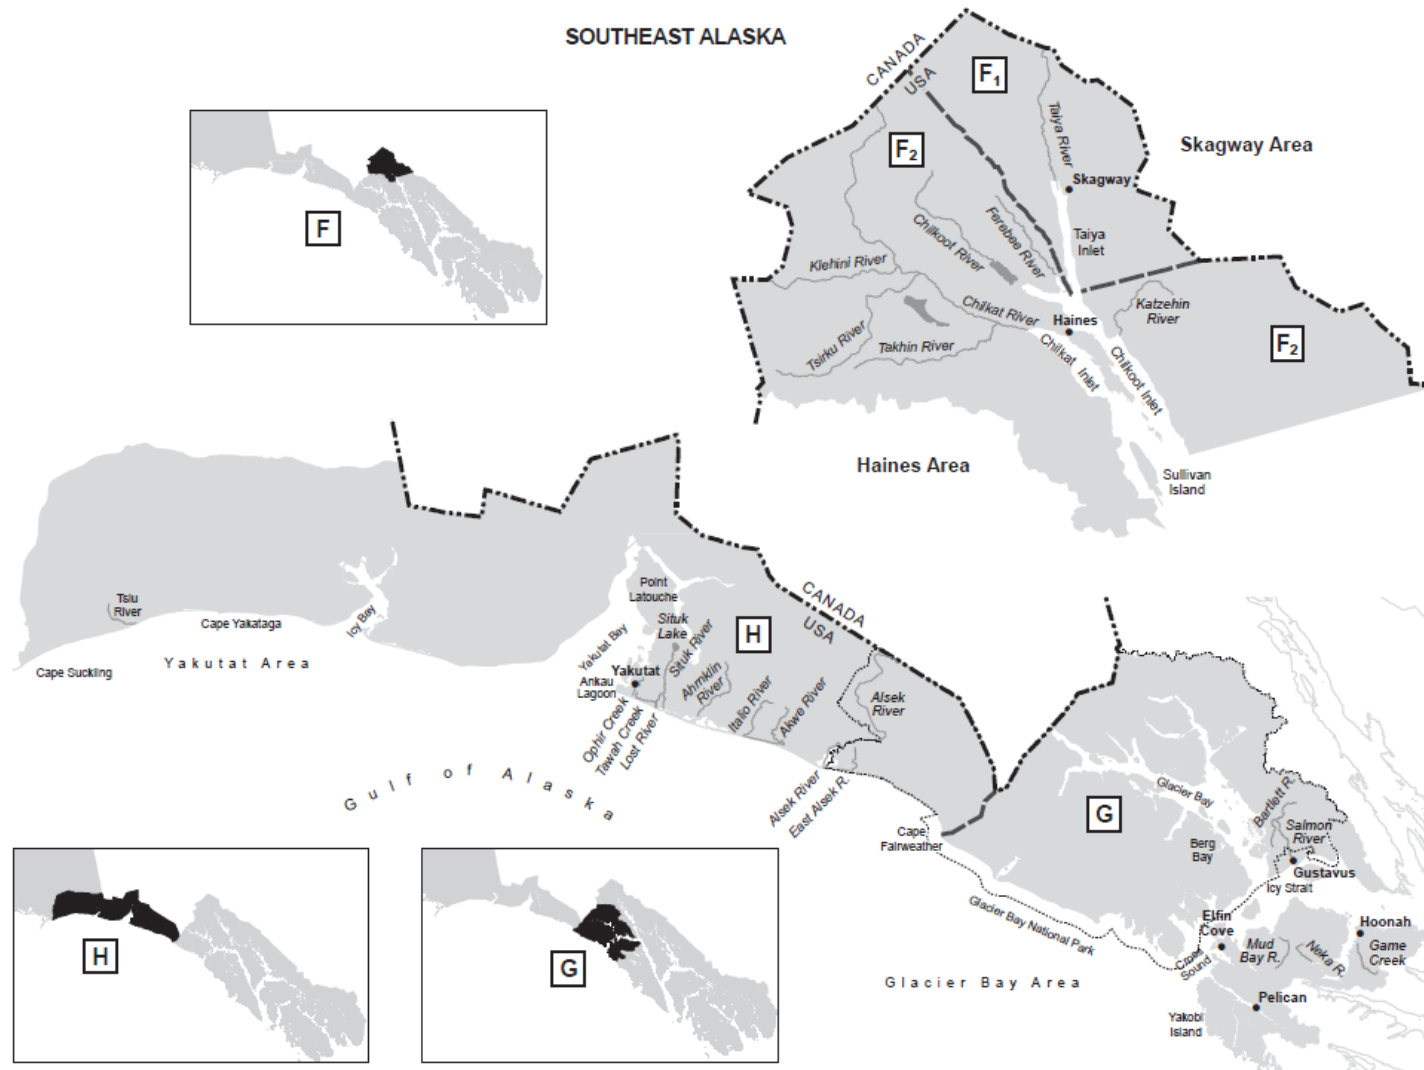 SOUTHEAST ALASKA
CANADA
USA
F1
Taiya River
Skagway Area
F2
Skagway
F
Chilkoot River
Ferebee River
Taiya
Inlet
Klehini River
Chilkat River
Katzehin
River
Haines
F2
Tsirku River
Takhin River
Chilkat Inlet
Chilkoot Inlet
Haines Area
Sullivan
Island
Tsiu
River
Cape Yakataga
Icy Bay
Cape Suckling
Yakutat Area
Point
Latouche
Situk
Lake
Situk River
H
CANADA
USA
Yakutat Bay
Yakutat
Ankau
Lagoon
Ahrnklin
River
Italio River
Akwe River
Alsek
River
Ophir Creek
Tawah Creek
Lost River
Alsek River
East Alsek R.
Gulf of Alaska
Cape
Fairweather
G
Glacier Bay
Bartlett R.
Salmon
River
Berg
Bay
Gustavus
Icy Strait
Glacier Bay National Park
Elfin
Cove
Hoonah
Cross
Sound
Mud
Bay R.
Neka R.
Game
Creek
Glacier Bay Area
Pelican
Yakobi
Island
H
G